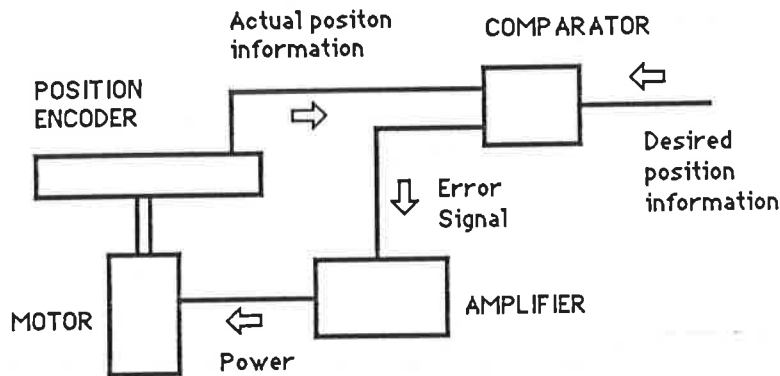 Actual positon
information
COMPARATOR
POSITION
ENCODER
Desired
position
information
Error
Signal
MOTOR
AMPLIFIER
Power